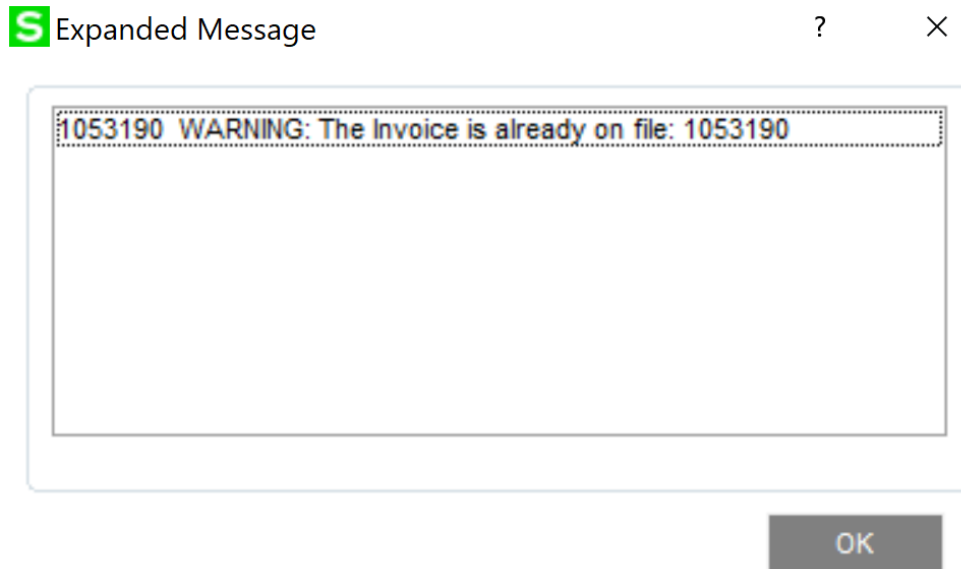 S Expanded Message ? ×
1053190 WARNING: The Invoice is already on file: 1053190
OK